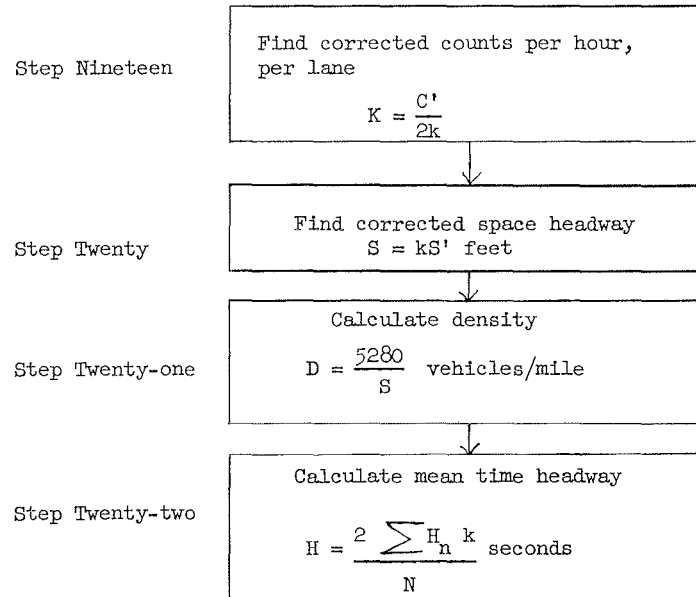 Step Nineteen
Find corrected counts per hour,
per lane
K = C'/2k
Step Twenty
Find corrected space headway
S = kS' feet
Step Twenty-one
Calculate density
D = 5280/S vehicles/mile
Step Twenty-two
Calculate mean time headway
H = 2 ∑ Hₙ k/N seconds